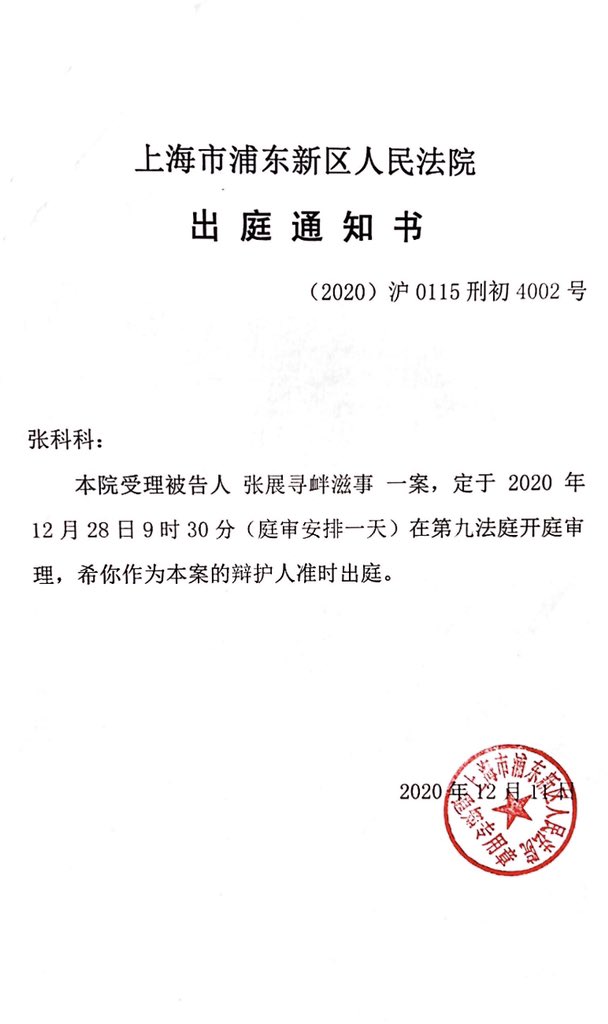 上海市浦东新区人民法院
出庭通知书
（2020）沪 0115 刑初 4002 号
张科科：
本院受理被告人 张展寻衅滋事 一案，定于 2020 年
12 月 28 日 9 时 30 分（庭审安排一天）在第九法庭开庭审
理，希你作为本案的辩护人准时出庭。
2020 年 12 月 11 日
上海市浦东新区人民法院
专用章